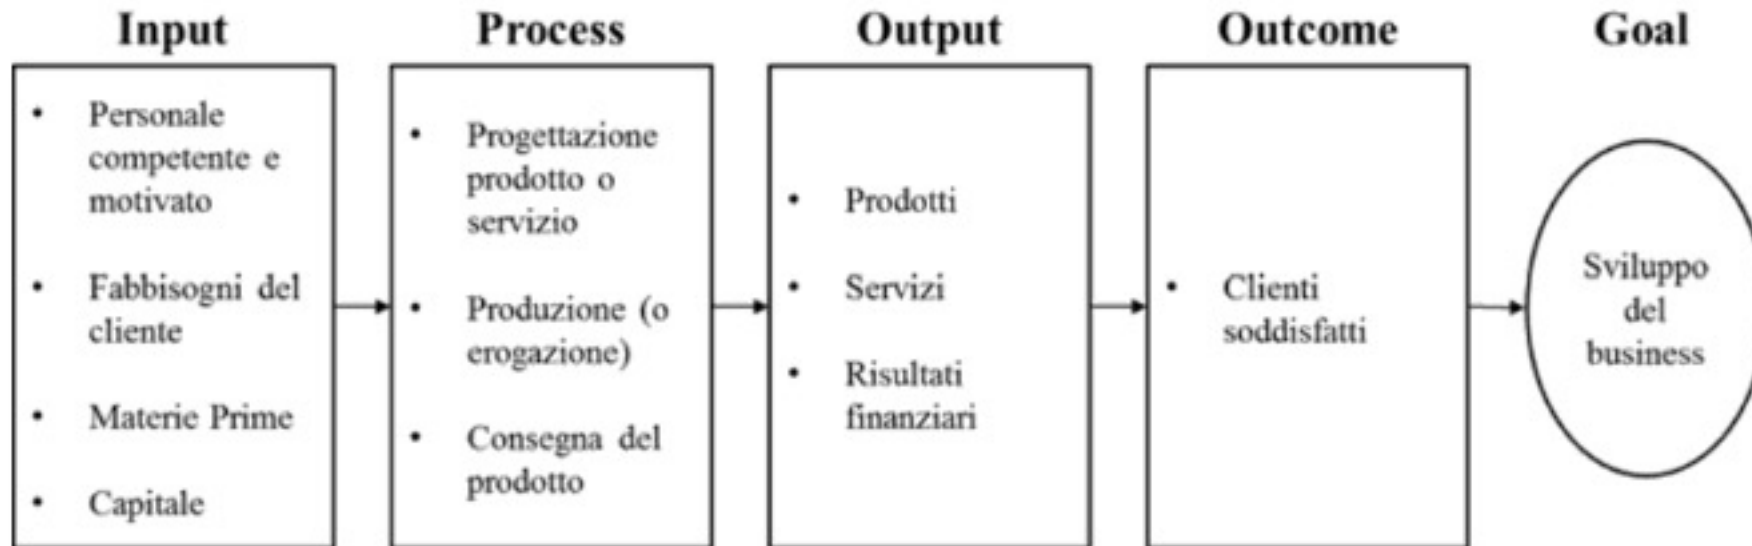 Input
Process
Output
Outcome
Goal
• Personale
competente e
motivato
• Fabbisogni del
cliente
• Materie Prime
• Capitale
• Progettazione
prodotto o
servizio
• Produzione (o
erogazione)
• Consegna del
prodotto
• Prodotti
• Servizi
• Risultati
finanziari
• Clienti
soddisfatti
Sviluppo
del
business